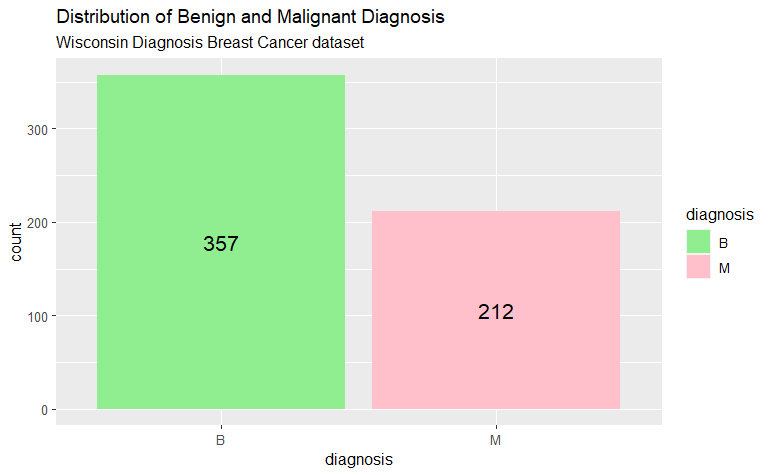 Distribution of Benign and Malignant Diagnosis
Wisconsin Diagnosis Breast Cancer dataset
count
300
200
100
0
357
212
B
M
diagnosis
diagnosis
B
M